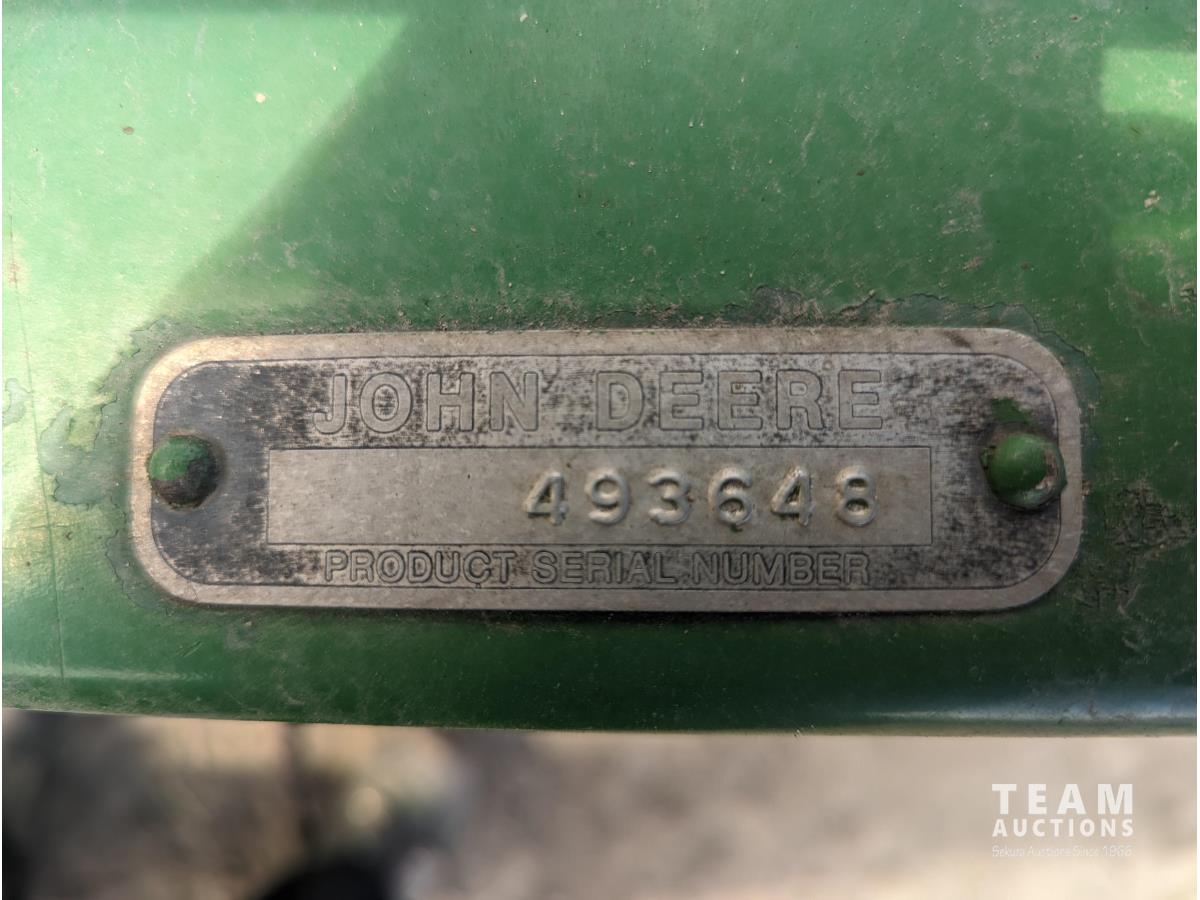 JOHN DEERE
493648
PRODUCT SERIAL NUMBER
TEAM
AUCTIONS
Sekura Auctions Since 1966